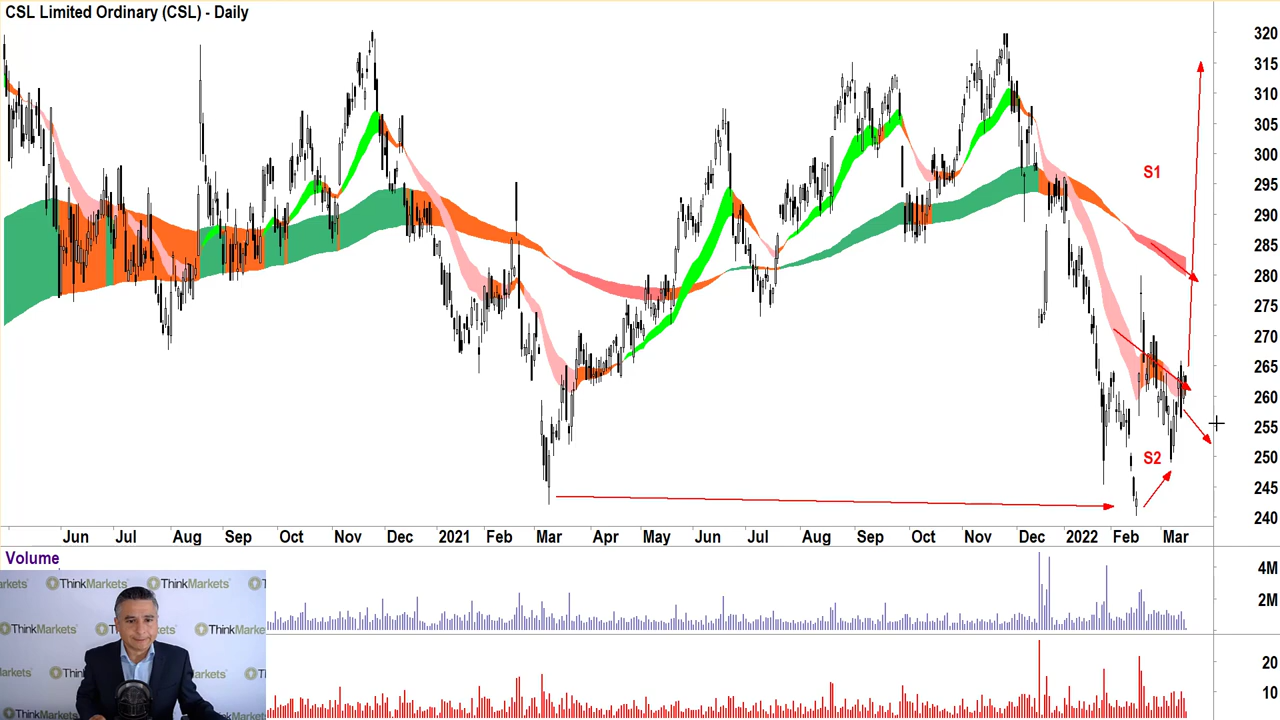 CSL Limited Ordinary (CSL) - Daily
320
315
310
305
300
295
290
285
280
275
270
265
260
255
250
245
240
S1
S2
Jun Jul Aug Sep Oct Nov Dec 2021 Feb Mar Apr May Jun Jul Aug Sep Oct Nov Dec 2022 Feb Mar
Volume
4M
2M
20
10
arkets ThinkMarkets ThinkMarkets
ThinkMarkets ThinkMarkets
arkets